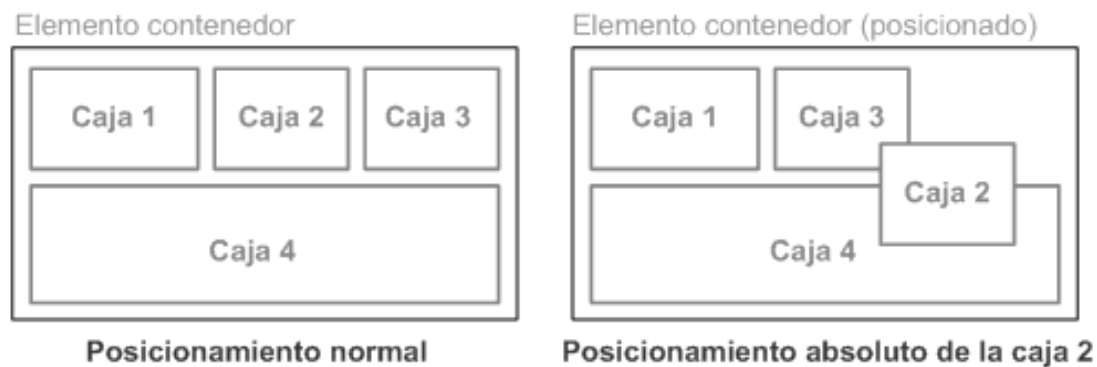 Elemento contenedor
Caja 1
Caja 2
Caja 3
Caja 4
Posicionamiento normal
Elemento contenedor (posicionado)
Caja 1
Caja 3
Caja 2
Caja 4
Posicionamiento absoluto de la caja 2